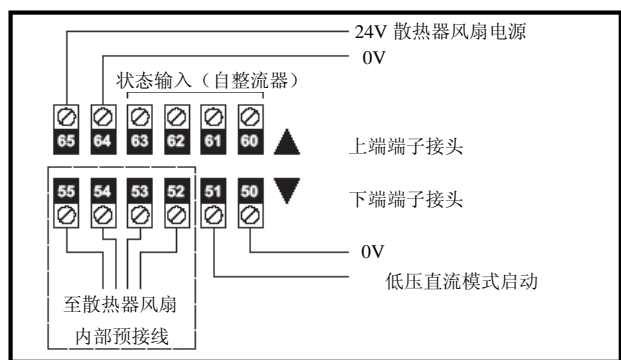 24V 散热器风扇电源
0V
状态输入（自整流器）
65 64 63 62 61 60
上端端子接头
55 54 53 52 51 50
下端端子接头
0V
低压直流模式启动
至散热器风扇
内部预接线